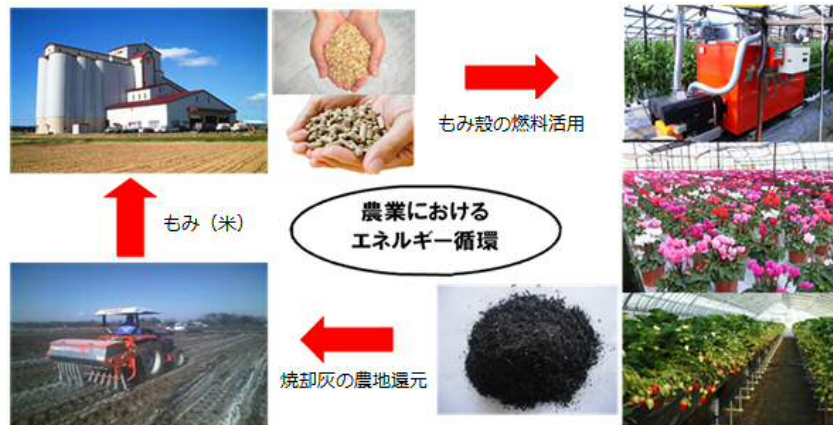 もみ殻の燃料活用
もみ（米）
農業における
エネルギー循環
焼却灰の農地還元